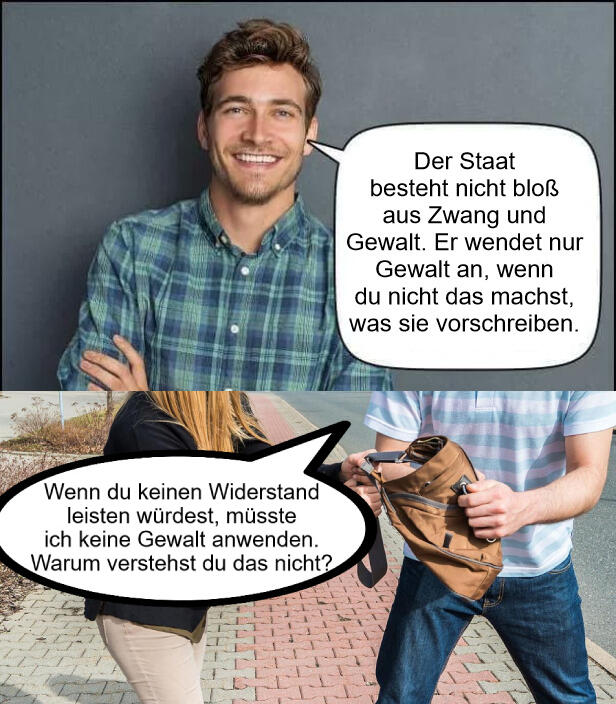 Der Staat
besteht nicht bloß
aus Zwang und
Gewalt. Er wendet nur
Gewalt an, wenn
du nicht das machst,
was sie vorschreiben.
Wenn du keinen Widerstand
leisten würdest, müsste
ich keine Gewalt anwenden.
Warum verstehst du das nicht?